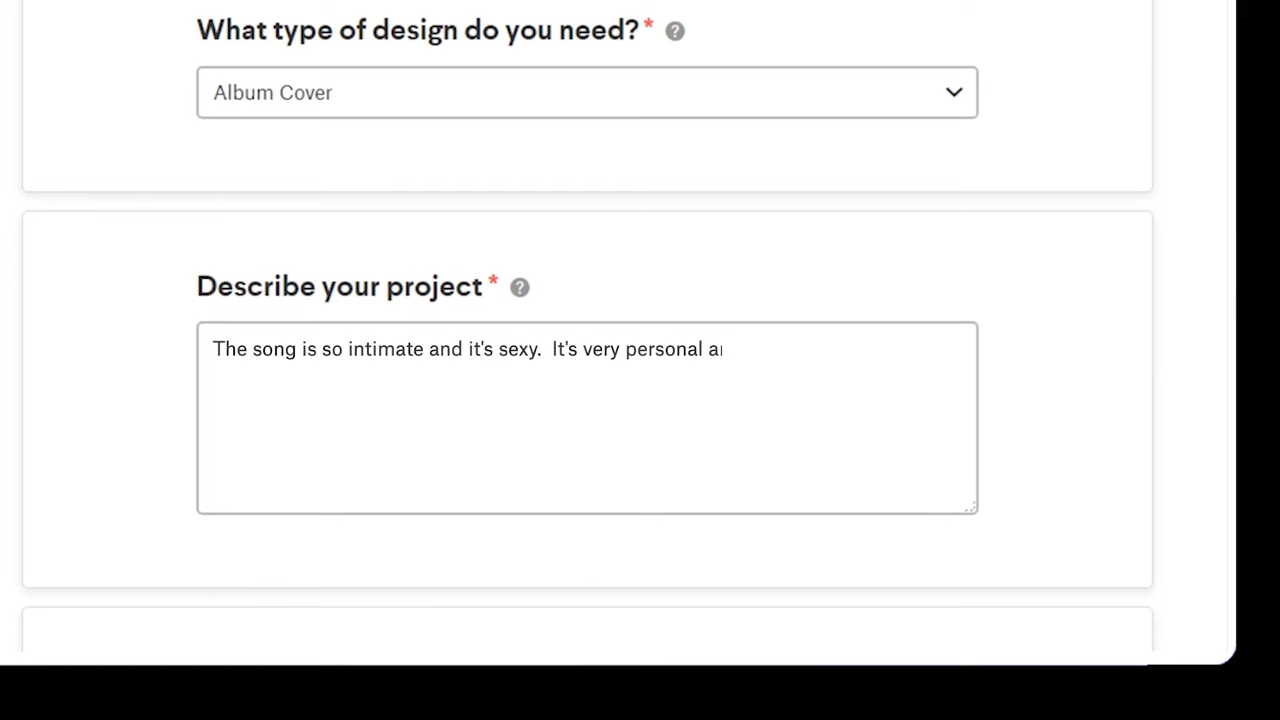 What type of design do you need? *
Album Cover
Describe your project *
The song is so intimate and it's sexy.  It's very personal